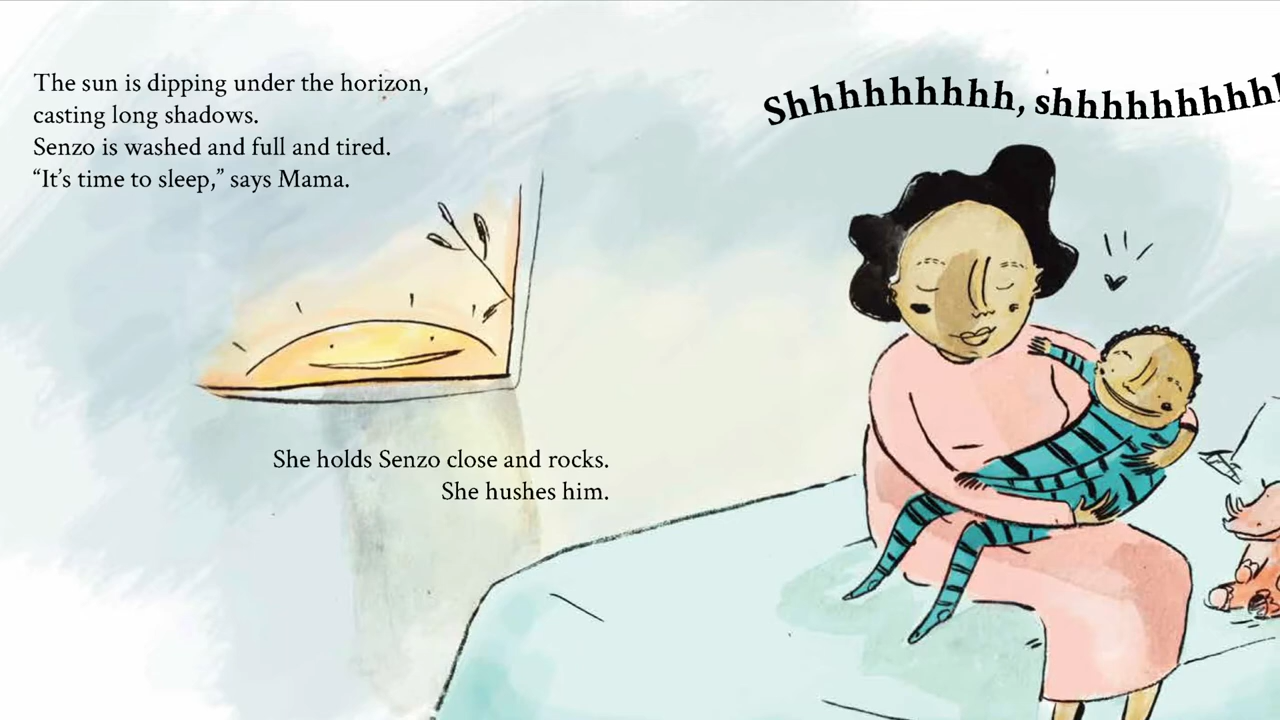 The sun is dipping under the horizon,
casting long shadows.
Senzo is washed and full and tired.
“It’s time to sleep,” says Mama.
Shhhhhhhhh, shhhhhhhhhh
She holds Senzo close and rocks.
She hushes him.